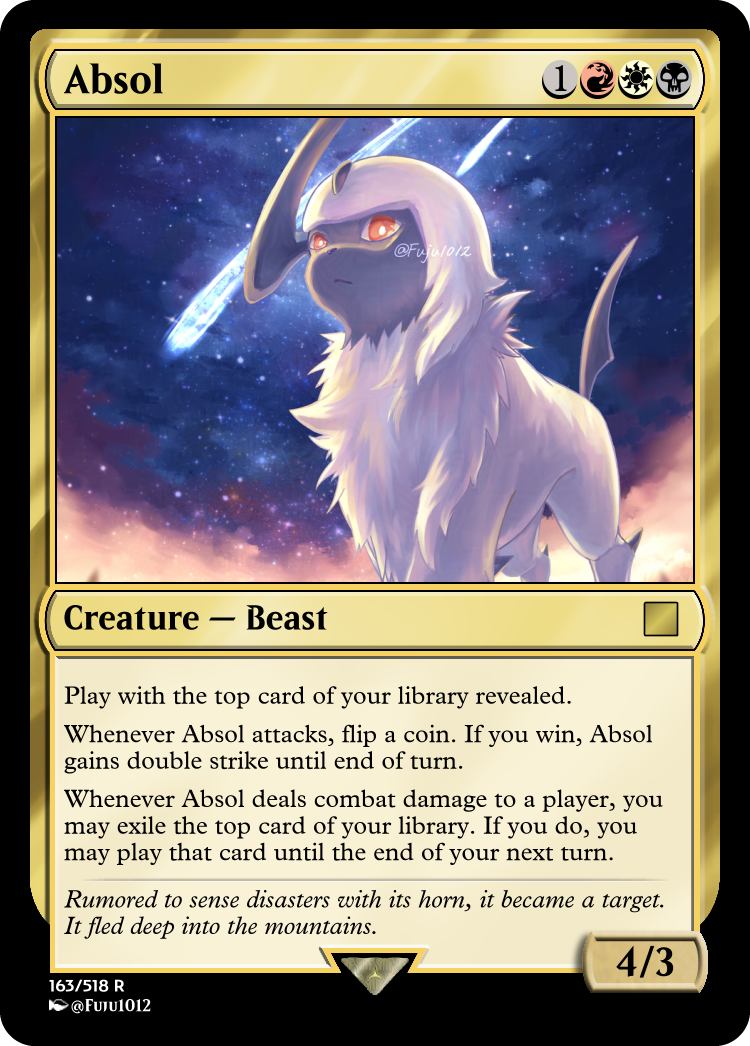 Absol 1
@Fuju1012
Creature — Beast
Play with the top card of your library revealed.
Whenever Absol attacks, flip a coin. If you win, Absol
gains double strike until end of turn.
Whenever Absol deals combat damage to a player, you
may exile the top card of your library. If you do, you
may play that card until the end of your next turn.
Rumored to sense disasters with its horn, it became a target.
It fled deep into the mountains.
4/3
163/518 R
@Fuju1012